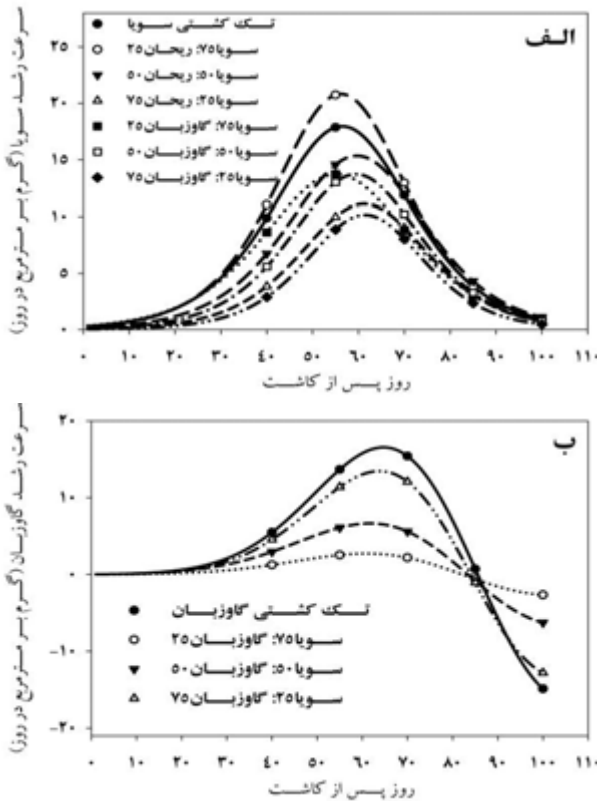 الف
تک کشتی سویا
سویا۷۵: ریحان۲۵
سویا۵۰: ریحان۵۰
سویا۲۵: ریحان۷۵
سویا۷۵: گاوزبان۲۵
سویا۵۰: گاوزبان۵۰
سویا۲۵: گاوزبان۷۵
سرعت رشد سویا (گرم بر مترمربع در روز)
۲۵
۲۰
۱۵
۱۰
۵
۰
۰ ۱۰ ۲۰ ۳۰ ۴۰ ۵۰ ۶۰ ۷۰ ۸۰ ۹۰ ۱۰۰ ۱۱۰
روز پس از کاشت
ب
سرعت رشد گاوزبان (گرم بر مترمربع در روز)
۲۰
۱۰
۰
-۱۰
-۲۰
تک کشتی گاوزبان
سویا۷۵: گاوزبان۲۵
سویا۵۰: گاوزبان۵۰
سویا۲۵: گاوزبان۷۵
۰ ۱۰ ۲۰ ۳۰ ۴۰ ۵۰ ۶۰ ۷۰ ۸۰ ۹۰ ۱۰۰ ۱۱۰
روز پس از کاشت